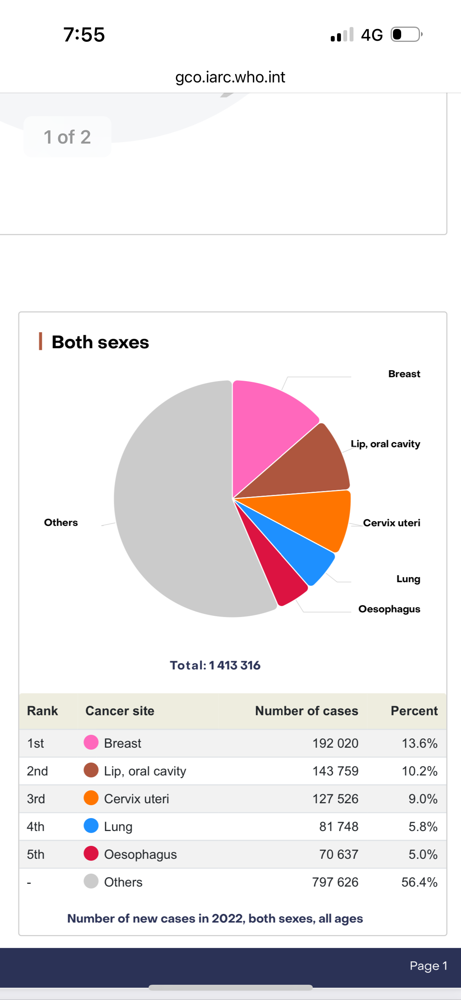 7:55
4G
gco.iarc.who.int
1 of 2
Both sexes
Breast
Lip, oral cavity
Others
Cervix uteri
Lung
Oesophagus
Total: 1 413 316
Rank Cancer site Number of cases Percent
1st Breast 192 020 13.6%
2nd Lip, oral cavity 143 759 10.2%
3rd Cervix uteri 127 526 9.0%
4th Lung 81 748 5.8%
5th Oesophagus 70 637 5.0%
- Others 797 626 56.4%
Number of new cases in 2022, both sexes, all ages
Page 1